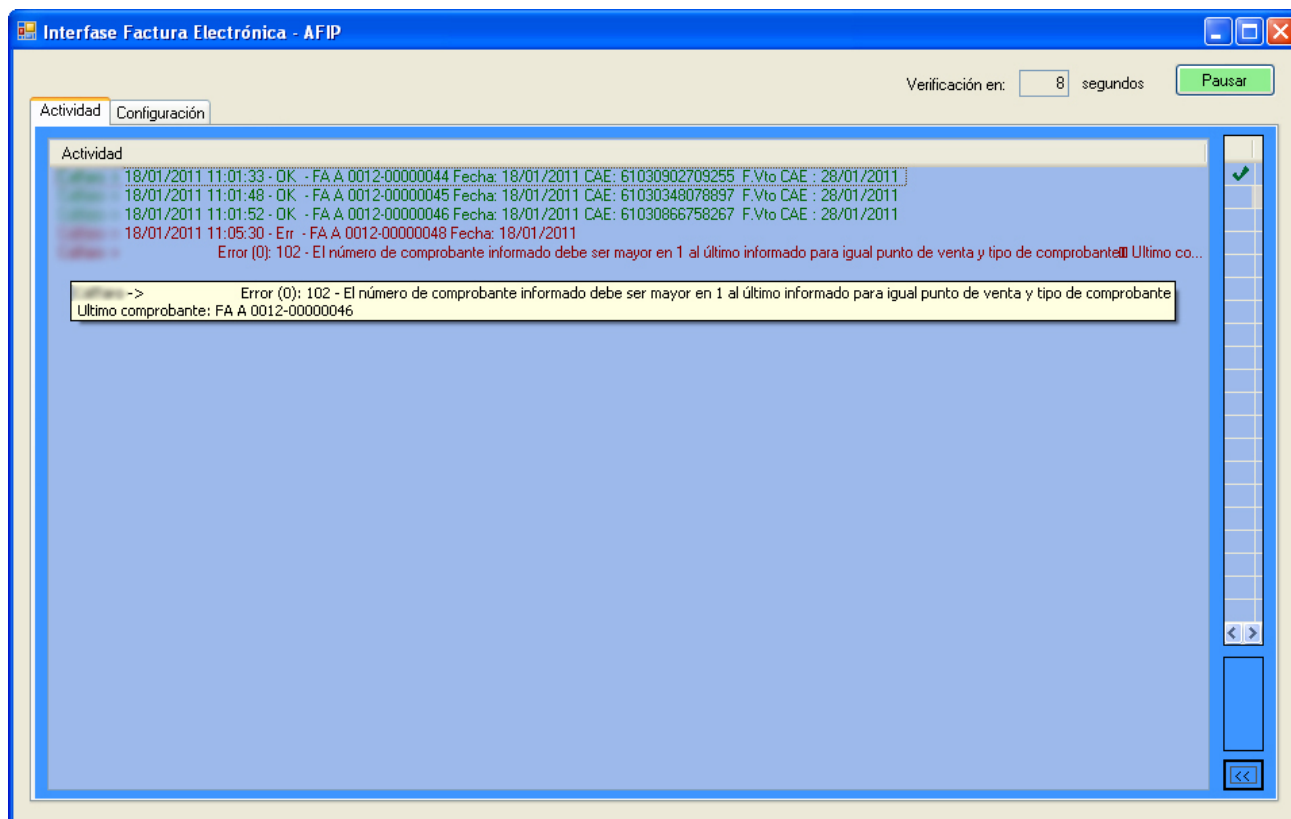 Interfase Factura Electrónica - AFIP
Verificación en: 8 segundos Pausar
Actividad Configuración
Actividad
18/01/2011 11:01:33 - OK - FA A 0012-00000044 Fecha: 18/01/2011 CAE: 61030902709255 F.Vto CAE : 28/01/2011
18/01/2011 11:01:48 - OK - FA A 0012-00000045 Fecha: 18/01/2011 CAE: 61030348078897 F.Vto CAE : 28/01/2011
18/01/2011 11:01:52 - OK - FA A 0012-00000046 Fecha: 18/01/2011 CAE: 61030866758267 F.Vto CAE : 28/01/2011
18/01/2011 11:05:30 - Err - FA A 0012-00000048 Fecha: 18/01/2011
Error (0): 102 - El número de comprobante informado debe ser mayor en 1 al último informado para igual punto de venta y tipo de comprobante Ultimo co...
-> Error (0): 102 - El número de comprobante informado debe ser mayor en 1 al último informado para igual punto de venta y tipo de comprobante
Ultimo comprobante: FA A 0012-00000046
<<